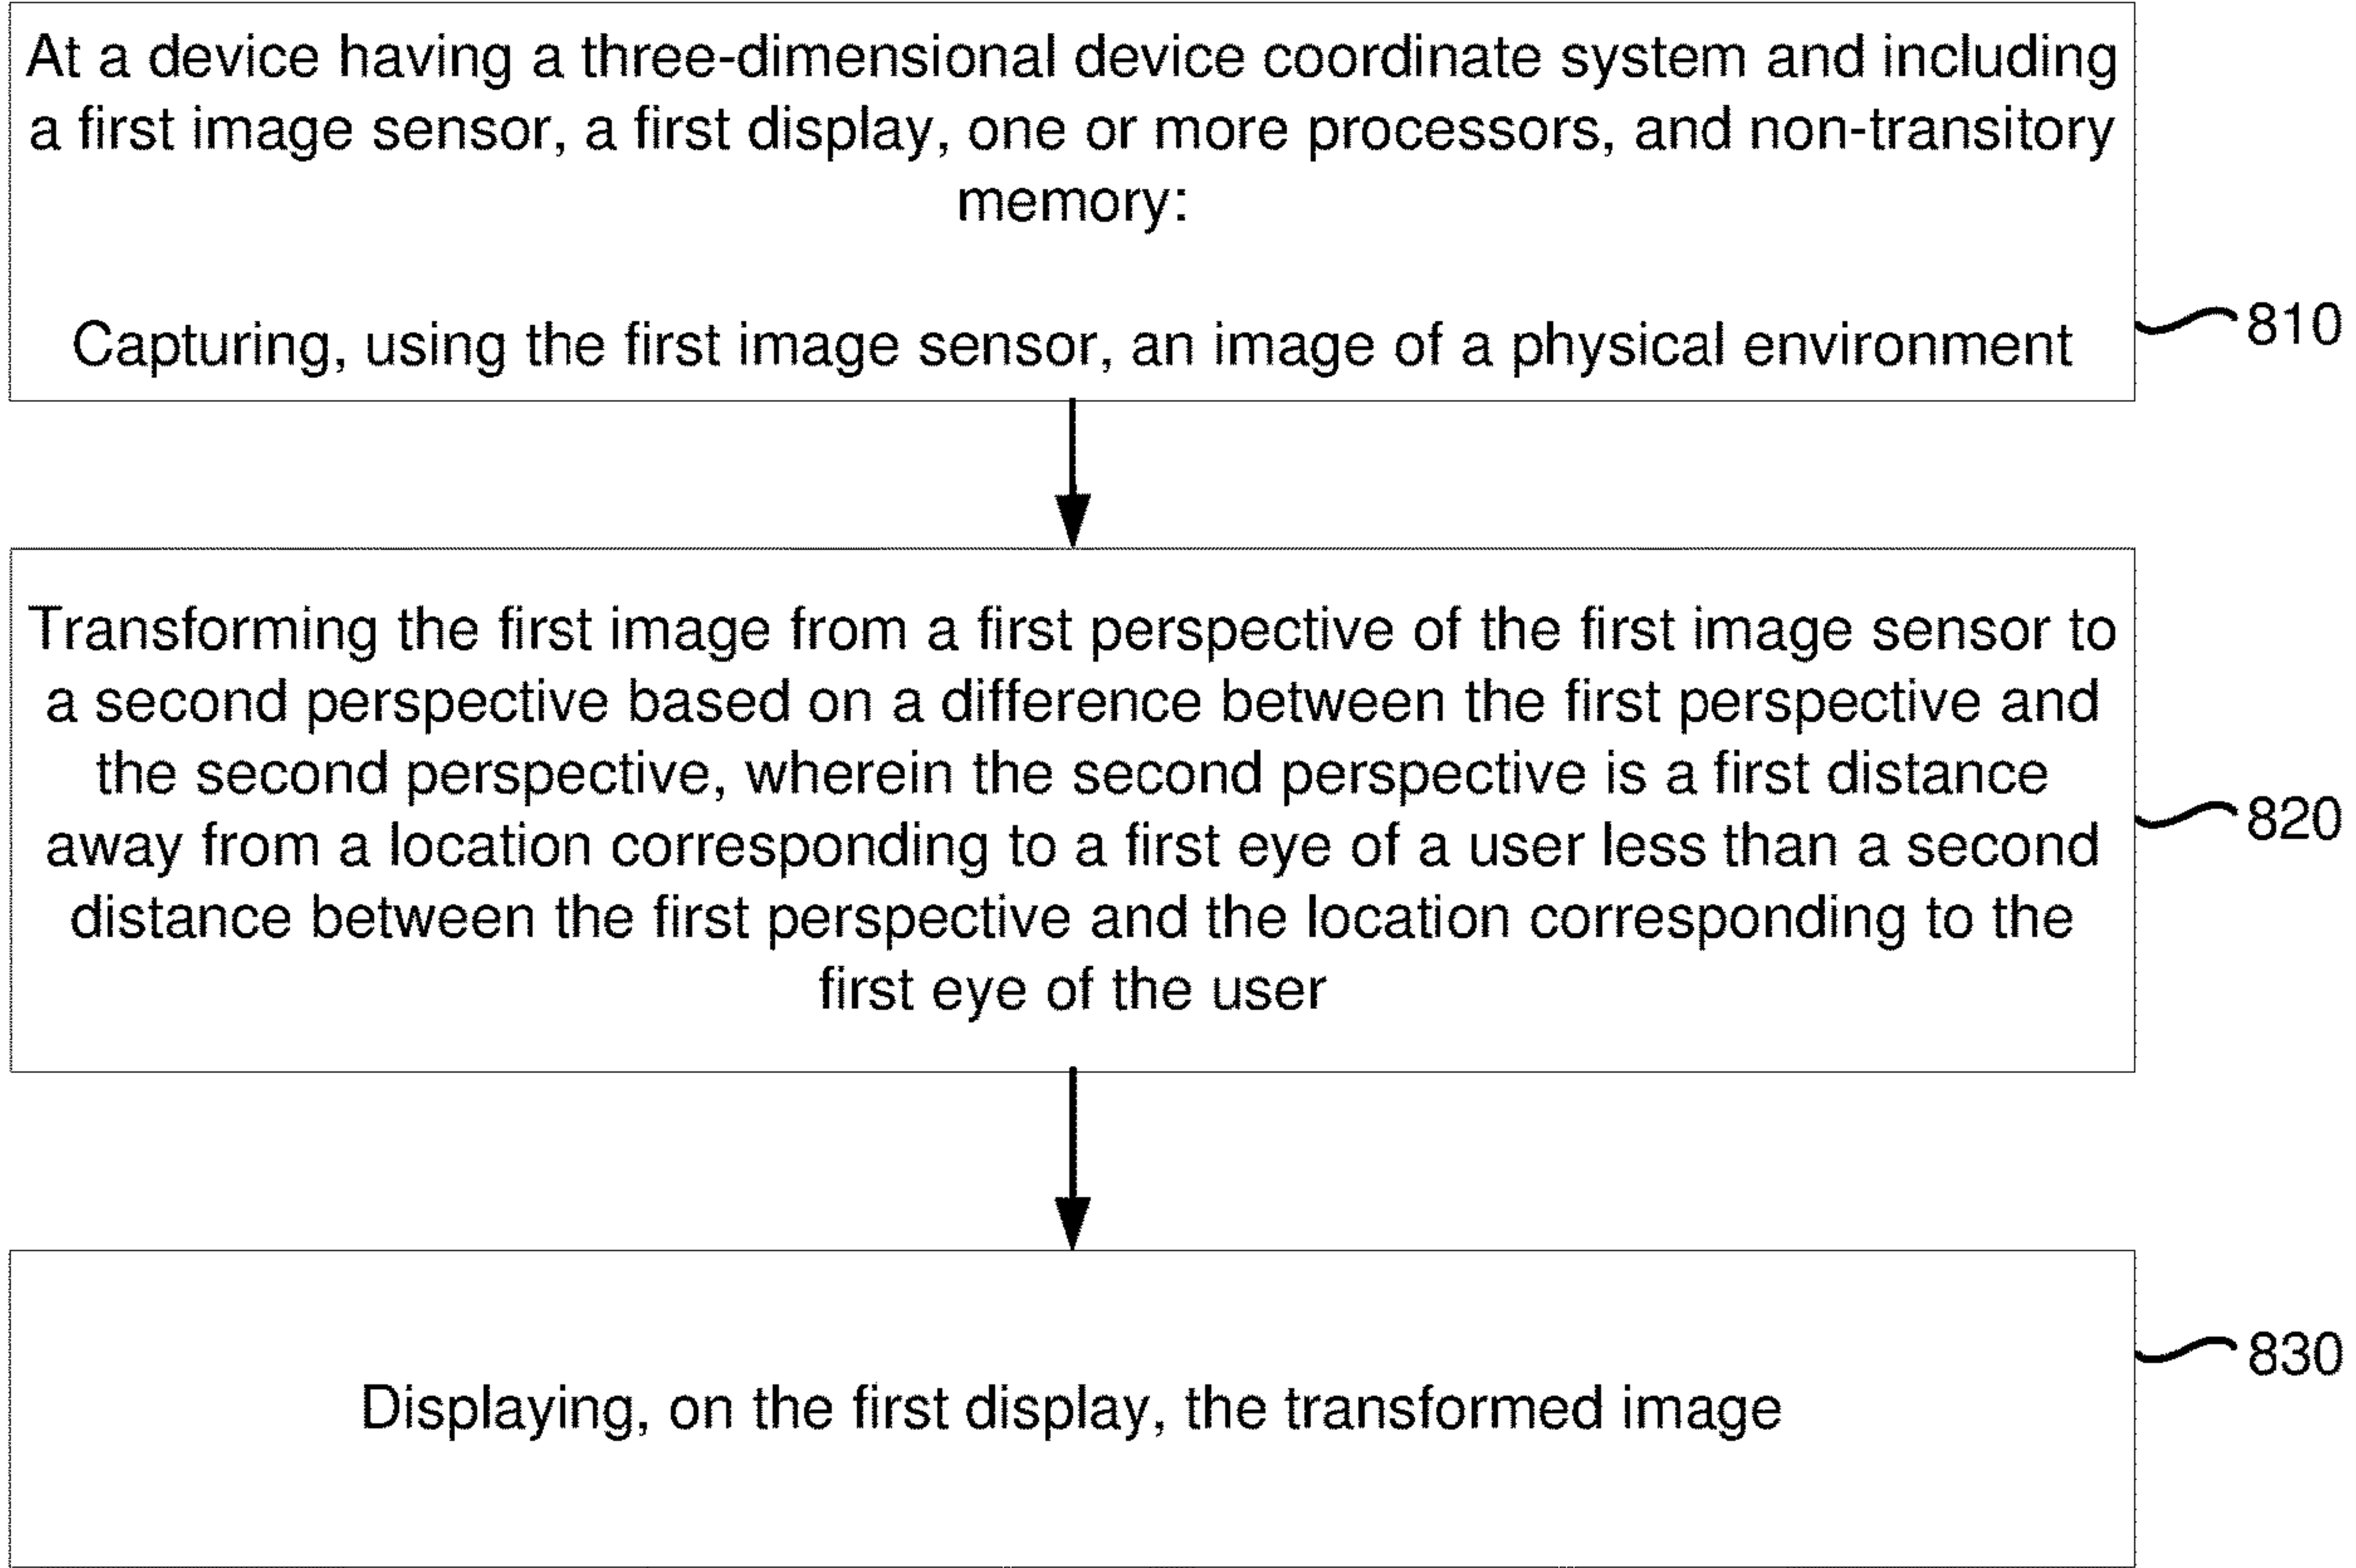 At a device having a three-dimensional device coordinate system and including
a first image sensor, a first display, one or more processors, and non-transitory
memory:
Capturing, using the first image sensor, an image of a physical environment
810
Transforming the first image from a first perspective of the first image sensor to
a second perspective based on a difference between the first perspective and
the second perspective, wherein the second perspective is a first distance
away from a location corresponding to a first eye of a user less than a second
distance between the first perspective and the location corresponding to the
first eye of the user
820
Displaying, on the first display, the transformed image
830